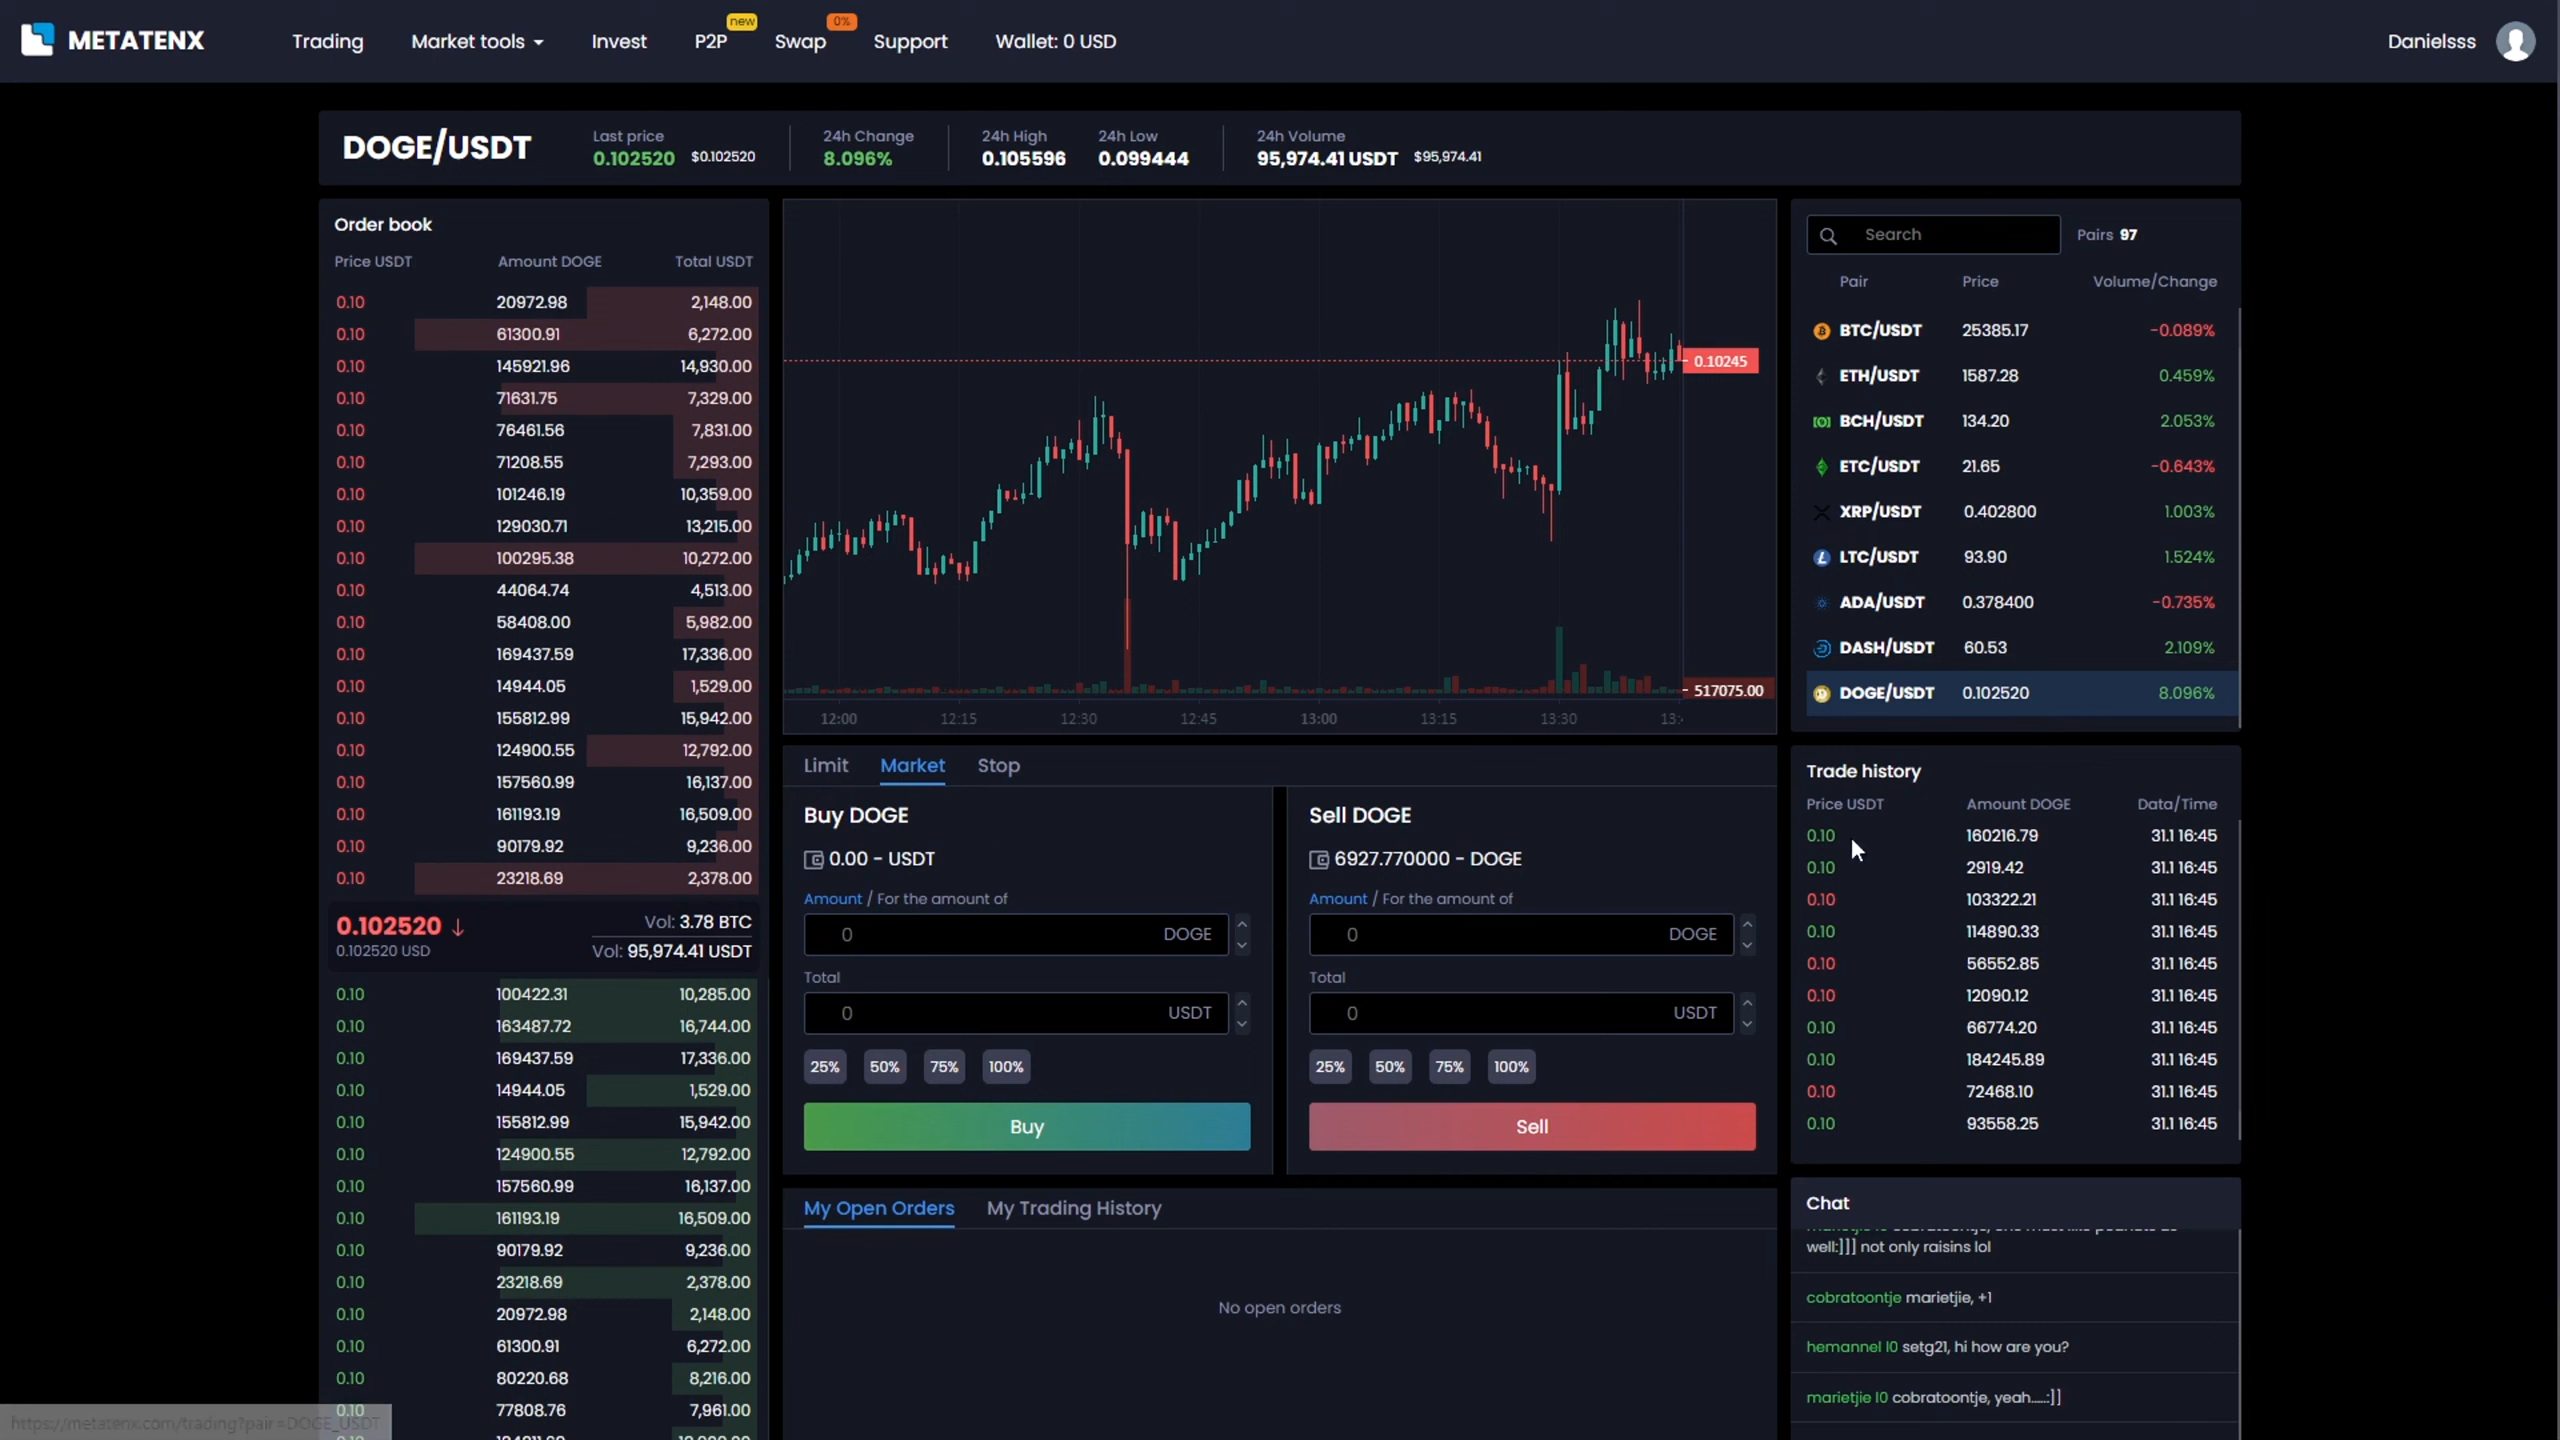 METATENX
Trading
Market tools
Invest
P2P
new
Swap
0%
Support
Wallet: 0 USD
Danielsss
DOGE/USDT
Last price
0.102520 $0.102520
24h Change
8.096%
24h High
0.105596
24h Low
0.099444
24h Volume
95,974.41 USDT $95,974.41
Order book
Price USDT Amount DOGE Total USDT
0.10 20972.98 2,148.00
0.10 61300.91 6,272.00
0.10 145921.96 14,930.00
0.10 71631.75 7,329.00
0.10 76461.56 7,831.00
0.10 71208.55 7,293.00
0.10 101246.19 10,359.00
0.10 129030.71 13,215.00
0.10 100295.38 10,272.00
0.10 44064.74 4,513.00
0.10 58408.00 5,982.00
0.10 169437.59 17,336.00
0.10 14944.05 1,529.00
0.10 155812.99 15,942.00
0.10 124900.55 12,792.00
0.10 157560.99 16,137.00
0.10 161193.19 16,509.00
0.10 90179.92 9,236.00
0.10 23218.69 2,378.00
0.102520 ↓ Vol: 3.78 BTC
0.102520 USD Vol: 95,974.41 USDT
0.10 100422.31 10,285.00
0.10 163487.72 16,744.00
0.10 169437.59 17,336.00
0.10 14944.05 1,529.00
0.10 155812.99 15,942.00
0.10 124900.55 12,792.00
0.10 157560.99 16,137.00
0.10 161193.19 16,509.00
0.10 90179.92 9,236.00
0.10 23218.69 2,378.00
0.10 20972.98 2,148.00
0.10 61300.91 6,272.00
0.10 80220.68 8,216.00
0.10 77808.76 7,961.00
https://metatenx.com/trading?pair=DOGE_USDT
0.10245
517075.00
12:00 12:15 12:30 12:45 13:00 13:15 13:30
Limit Market Stop
Buy DOGE
0.00 - USDT
Amount / For the amount of
0 DOGE
Total
0 USDT
25% 50% 75% 100%
Buy
Sell DOGE
6927.770000 - DOGE
Amount / For the amount of
0 DOGE
Total
0 USDT
25% 50% 75% 100%
Sell
My Open Orders My Trading History
No open orders
Search Pairs 97
Pair Price Volume/Change
BTC/USDT 25385.17 -0.089%
ETH/USDT 1587.28 0.459%
BCH/USDT 134.20 2.053%
ETC/USDT 21.65 -0.643%
XRP/USDT 0.402800 1.003%
LTC/USDT 93.90 1.524%
ADA/USDT 0.378400 -0.735%
DASH/USDT 60.53 2.109%
DOGE/USDT 0.102520 8.096%
Trade history
Price USDT Amount DOGE Data/Time
0.10 160216.79 31.1 16:45
0.10 2919.42 31.1 16:45
0.10 103322.21 31.1 16:45
0.10 114890.33 31.1 16:45
0.10 56552.85 31.1 16:45
0.10 12090.12 31.1 16:45
0.10 66774.20 31.1 16:45
0.10 184245.89 31.1 16:45
0.10 72468.10 31.1 16:45
0.10 93558.25 31.1 16:45
Chat
well:]]] not only raisins lol
cobratoontje marietjie, +1
hemannel10 setg21, hi how are you?
marietjie10 cobratoontje, yeah.....:]]